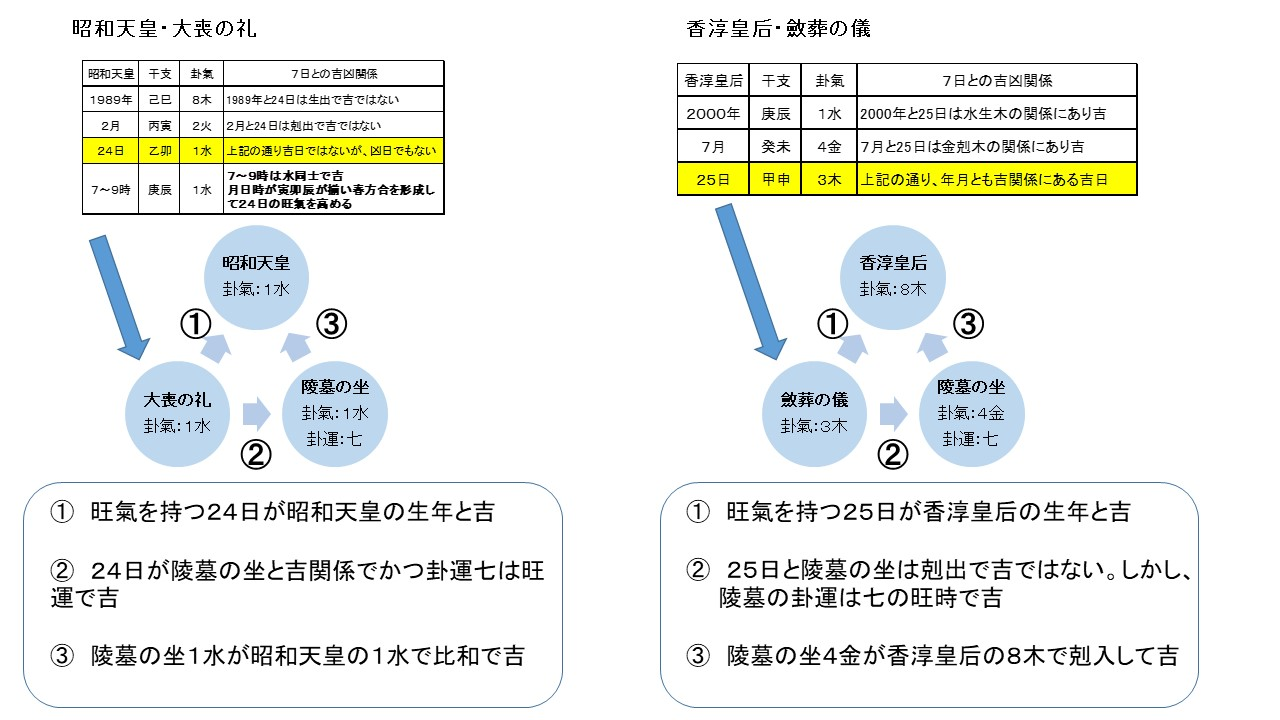 昭和天皇・大喪の礼
昭和天皇 干支 卦氣 7日との吉凶関係
1989年 己巳 8木 1989年と24日は生出で吉ではない
2月 丙寅 2火 2月と24日は剋出で吉ではない
24日 乙卯 1水 上記の通り吉日ではないが、凶日でもない
7～9時 庚辰 1水 7～9時は水同士で吉
月日時が寅卯辰が揃い春方合を形成し
て24日の旺氣を高める
昭和天皇
卦氣：1水
①
③
大喪の礼
卦氣：1水
陵墓の坐
卦氣：1水
卦運：七
②
① 旺氣を持つ24日が昭和天皇の生年と吉
② 24日が陵墓の坐と吉関係でかつ卦運七は旺
運で吉
③ 陵墓の坐１水が昭和天皇の１水で比和で吉
香淳皇后・斂葬の儀
香淳皇后 干支 卦氣 7日との吉凶関係
2000年 庚辰 1水 2000年と25日は水生木の関係にあり吉
7月 癸未 4金 7月と25日は金剋木の関係にあり吉
25日 甲申 3木 上記の通り、年月とも吉関係にある吉日
香淳皇后
卦氣：8木
①
③
斂葬の儀
卦氣：3木
陵墓の坐
卦氣：4金
卦運：七
②
① 旺氣を持つ25日が香淳皇后の生年と吉
② 25日と陵墓の坐は剋出で吉ではない。しかし、
陵墓の卦運は七の旺時で吉
③ 陵墓の坐４金が香淳皇后の８木で剋入して吉